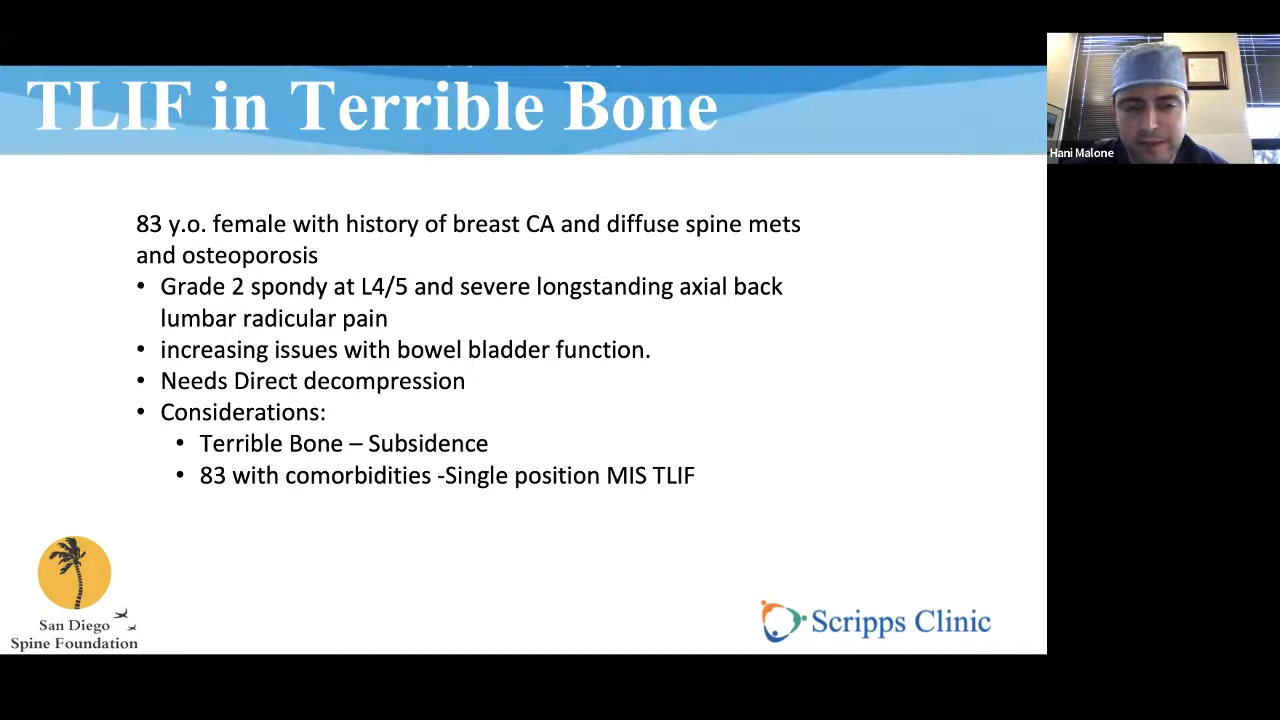 TLIF in Terrible Bone
Hani Malone
83 y.o. female with history of breast CA and diffuse spine mets
and osteoporosis
• Grade 2 spondy at L4/5 and severe longstanding axial back
lumbar radicular pain
• increasing issues with bowel bladder function.
• Needs Direct decompression
• Considerations:
• Terrible Bone – Subsidence
• 83 with comorbidities -Single position MIS TLIF
San Diego
Spine Foundation
Scripps Clinic